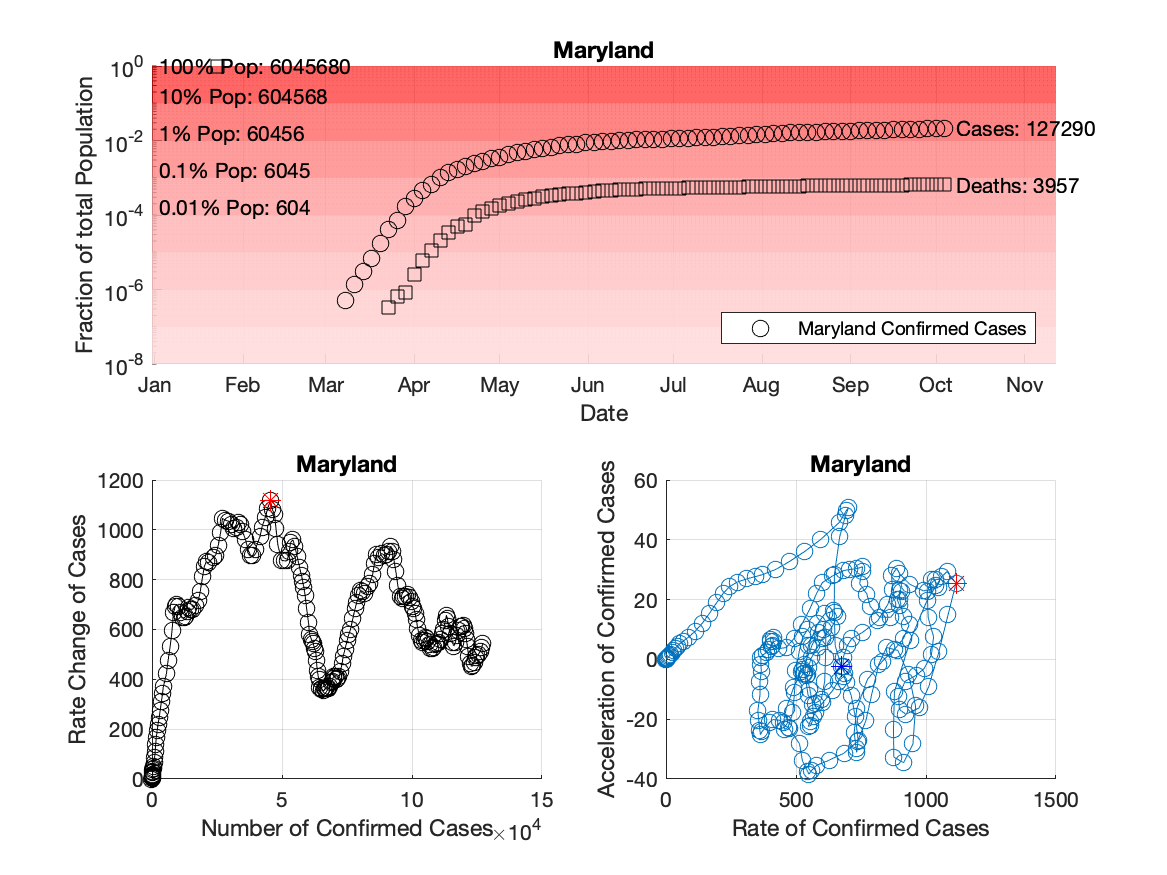 Maryland
10^0
10^-2
10^-4
10^-6
10^-8
Fraction of total Population
100% Pop: 6045680
10% Pop: 604568
1% Pop: 60456
0.1% Pop: 6045
0.01% Pop: 604
Cases: 127290
Deaths: 3957
Maryland Confirmed Cases
Jan Feb Mar Apr May Jun Jul Aug Sep Oct Nov
Date
Maryland
1200
1000
800
600
400
200
0
Rate Change of Cases
0 5 10 15
Number of Confirmed Cases
×10^4
Maryland
60
40
20
0
-20
-40
Acceleration of Confirmed Cases
0 500 1000 1500
Rate of Confirmed Cases